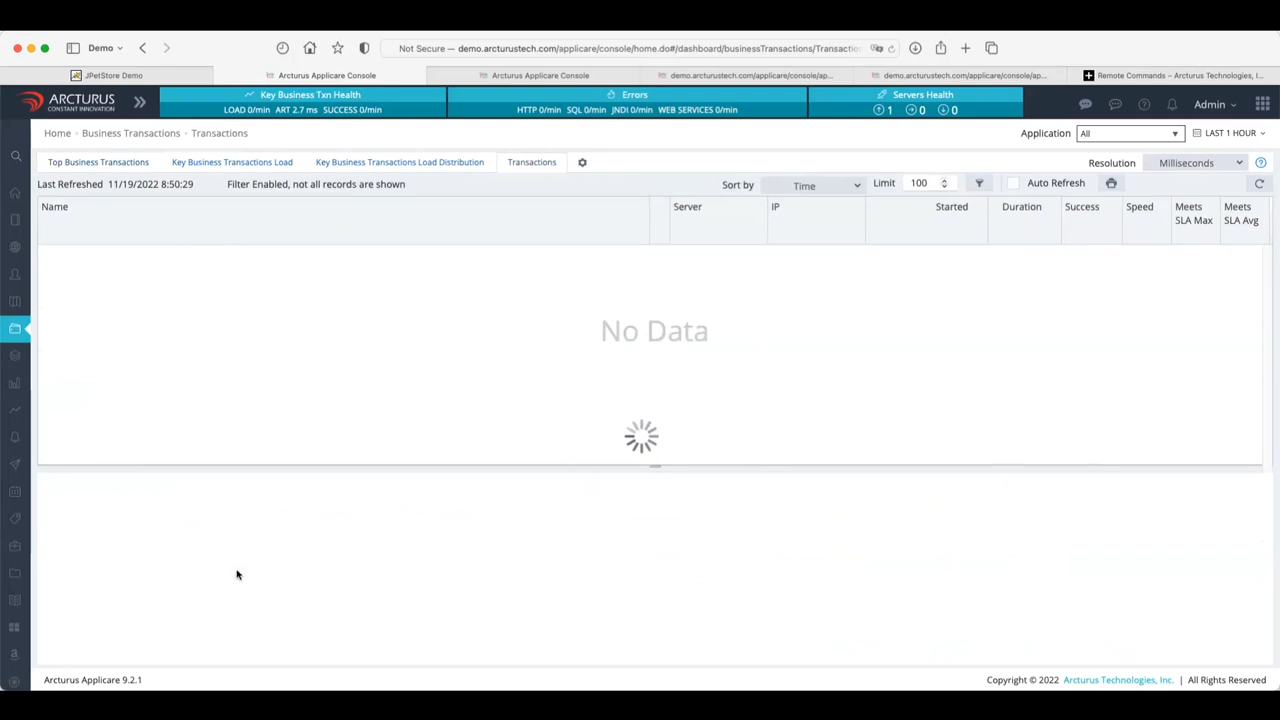 Demo
Not Secure — demo.arcturustech.com/applicare/console/home.do#/dashboard/businessTransactions/Transactio
JPetStore Demo
Arcturus Applicare Console
Arcturus Applicare Console
demo.arcturustech.com/applicare/console/ap...
demo.arcturustech.com/applicare/console/ap...
Remote Commands – Arcturus Technologies, I...
ARCTURUS
CONSTANT INNOVATION
Key Business Txn Health
LOAD 0/min ART 2.7 ms SUCCESS 0/min
Errors
HTTP 0/min SQL 0/min JNDI 0/min WEB SERVICES 0/min
Servers Health
1 0 0
Admin
Home · Business Transactions · Transactions
Application All LAST 1 HOUR
Top Business Transactions
Key Business Transactions Load
Key Business Transactions Load Distribution
Transactions
Resolution Milliseconds
Last Refreshed 11/19/2022 8:50:29
Filter Enabled, not all records are shown
Sort by Time
Limit 100
Auto Refresh
Name
Server
IP
Started
Duration
Success
Speed
Meets
SLA Max
Meets
SLA Avg
No Data
Arcturus Applicare 9.2.1
Copyright © 2022 Arcturus Technologies, Inc. | All Rights Reserved